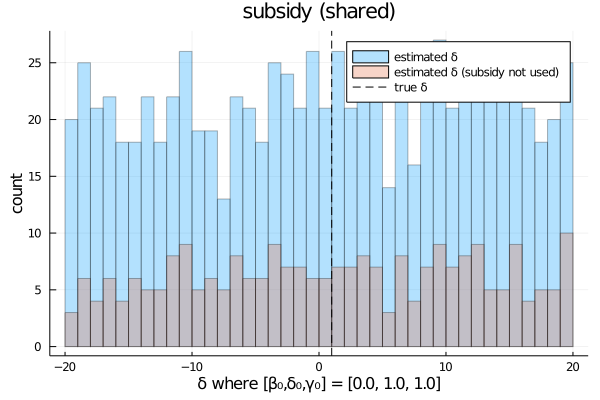 subsidy (shared)
estimated δ
estimated δ (subsidy not used)
true δ
count
25
20
15
10
5
0
−20
−10
0
10
20
δ where [β₀,δ₀,γ₀] = [0.0, 1.0, 1.0]